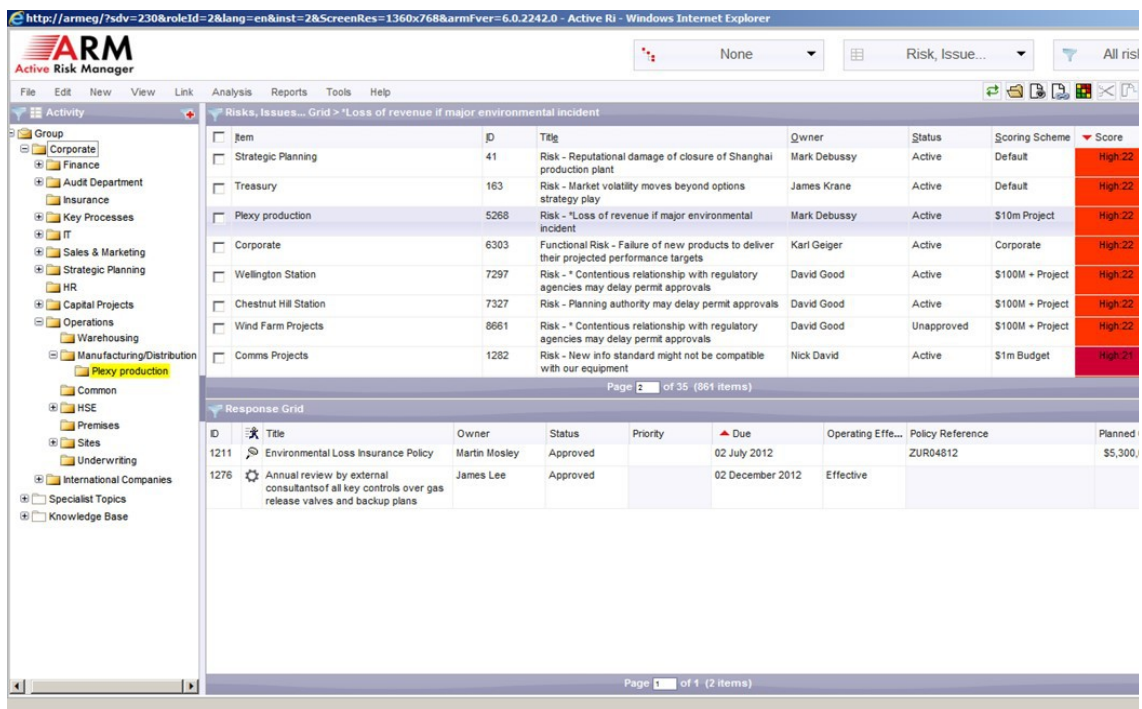 http://armeg/?sdv=230&roleId=2&lang=en&inst=2&ScreenRes=1360x768&armFver=6.0.2242.0 - Active Ri - Windows Internet Explorer
ARM
Active Risk Manager
None
Risk, Issue...
All risk
File Edit New View Link Analysis Reports Tools Help
Activity
Group
Corporate
Finance
Audit Department
Insurance
Key Processes
IT
Sales & Marketing
Strategic Planning
HR
Capital Projects
Operations
Warehousing
Manufacturing/Distribution
Plexy production
Common
HSE
Premises
Sites
Underwriting
International Companies
Specialist Topics
Knowledge Base
Risks, Issues... Grid > *Loss of revenue if major environmental incident
Item ID Title Owner Status Scoring Scheme Score
Strategic Planning 41 Risk - Reputational damage of closure of Shanghai Mark Debussy Active Default High:22
production plant
Treasury 163 Risk - Market volatility moves beyond options James Krane Active Default High:22
strategy play
Plexy production 5268 Risk - *Loss of revenue if major environmental Mark Debussy Active $10m Project High:22
incident
Corporate 6303 Functional Risk - Failure of new products to deliver Karl Geiger Active Corporate High:22
their projected performance targets
Wellington Station 7297 Risk - * Contentious relationship with regulatory David Good Active $100M + Project High:22
agencies may delay permit approvals
Chestnut Hill Station 7327 Risk - Planning authority may delay permit approvals David Good Active $100M + Project High:22
Wind Farm Projects 8661 Risk - * Contentious relationship with regulatory David Good Unapproved $100M + Project High:22
agencies may delay permit approvals
Comms Projects 1282 Risk - New info standard might not be compatible Nick David Active $1m Budget High:21
with our equipment
Page 2 of 35 (861 items)
Response Grid
ID Title Owner Status Priority Due Operating Effe... Policy Reference Planned
1211 Environmental Loss Insurance Policy Martin Mosley Approved 02 July 2012 ZUR04812 $5,300,
1276 Annual review by external James Lee Approved 02 December 2012 Effective
consultantsof all key controls over gas
release valves and backup plans
Page 1 of 1 (2 items)